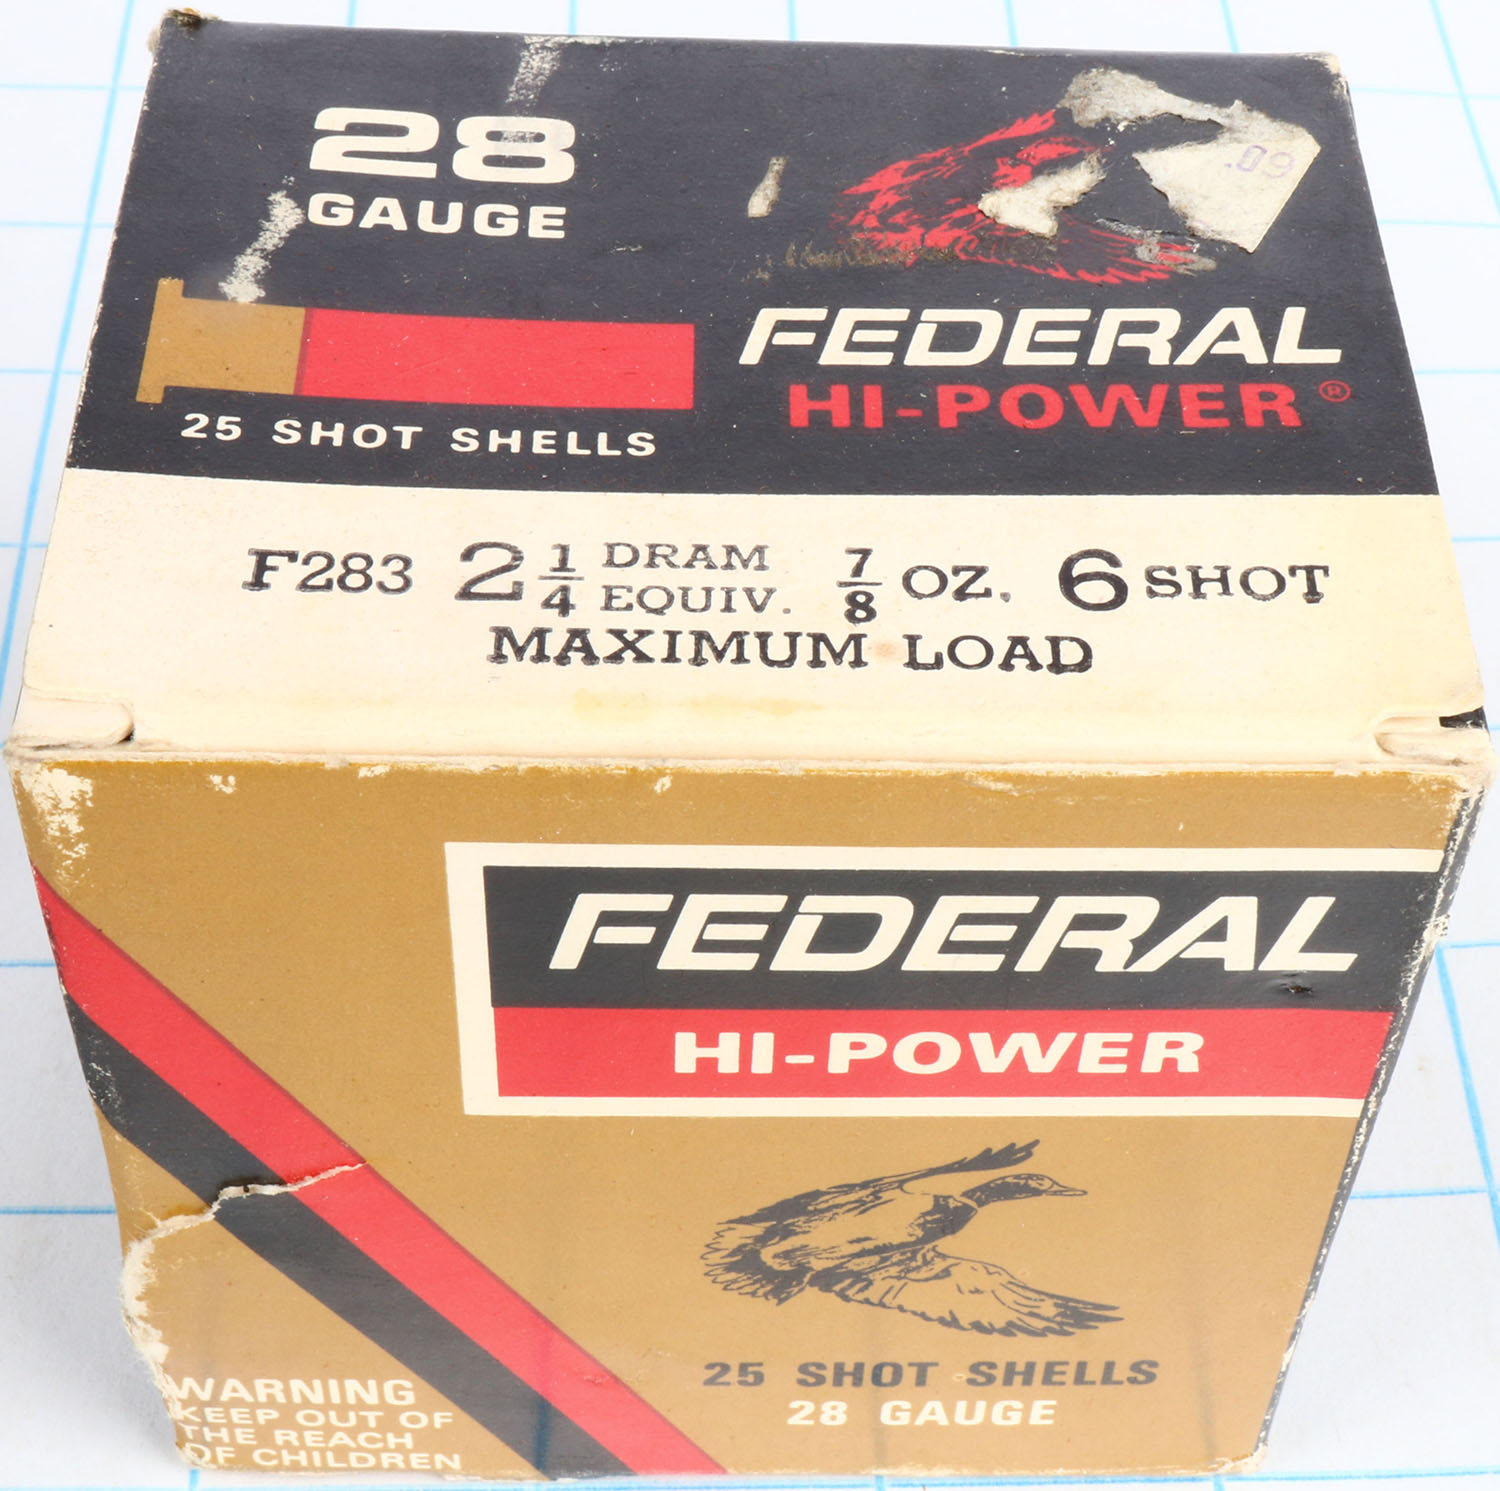 28
GAUGE
.09
25 SHOT SHELLS
FEDERAL
HI-POWER®
F283 2 1/4 DRAM EQUIV. 7/8 OZ. 6 SHOT
MAXIMUM LOAD
FEDERAL
HI-POWER
25 SHOT SHELLS
28 GAUGE
WARNING
KEEP OUT OF
THE REACH
OF CHILDREN